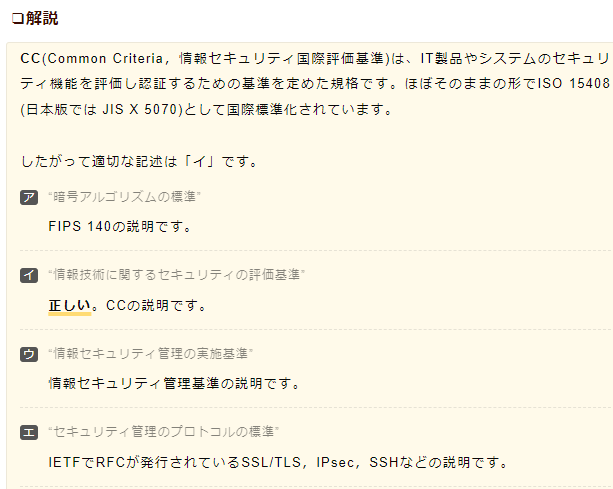 ❏解説
CC(Common Criteria，情報セキュリティ国際評価基準)は、IT製品やシステムのセキュリ
ティ機能を評価し認証するための基準を定めた規格です。ほぼそのままの形でISO 15408
(日本版では JIS X 5070)として国際標準化されています。
したがって適切な記述は「イ」です。
ア “暗号アルゴリズムの標準”
FIPS 140の説明です。
イ “情報技術に関するセキュリティの評価基準”
正しい。CCの説明です。
ウ “情報セキュリティ管理の実施基準”
情報セキュリティ管理基準の説明です。
エ “セキュリティ管理のプロトコルの標準”
IETFでRFCが発行されているSSL/TLS，IPsec，SSHなどの説明です。